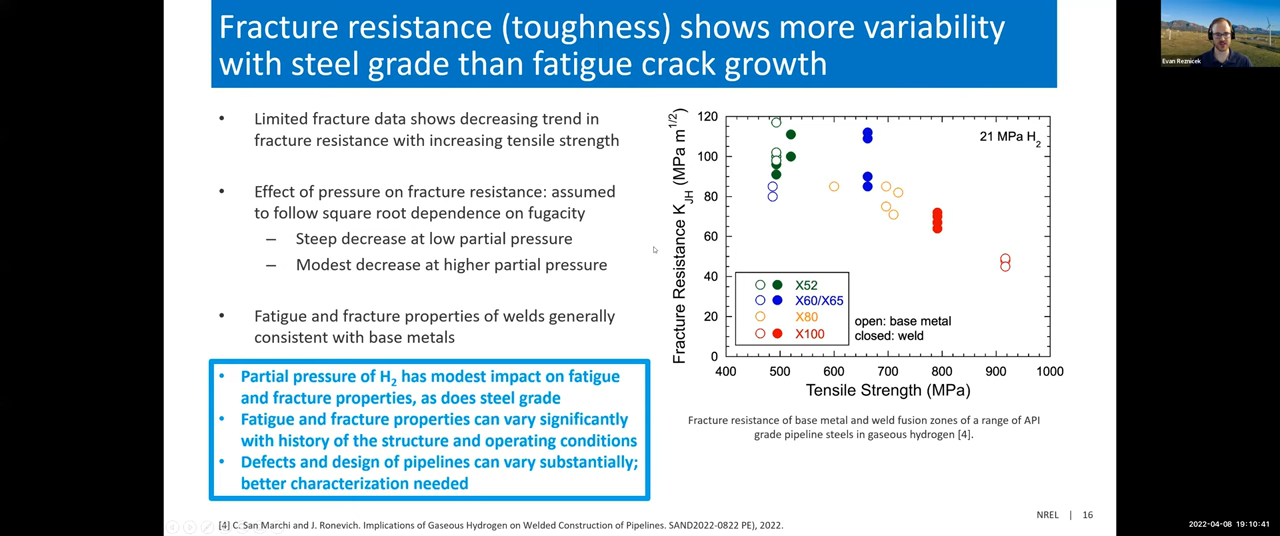 Fracture resistance (toughness) shows more variability
with steel grade than fatigue crack growth
Evan Reznicek
• Limited fracture data shows decreasing trend in
fracture resistance with increasing tensile strength
• Effect of pressure on fracture resistance: assumed
to follow square root dependence on fugacity
– Steep decrease at low partial pressure
– Modest decrease at higher partial pressure
• Fatigue and fracture properties of welds generally
consistent with base metals
• Partial pressure of H2 has modest impact on fatigue
and fracture properties, as does steel grade
• Fatigue and fracture properties can vary significantly
with history of the structure and operating conditions
• Defects and design of pipelines can vary substantially;
better characterization needed
Fracture Resistance KJH (MPa m1/2)
120
100
80
60
40
20
0
21 MPa H2
X52
X60/X65
X80
X100
open: base metal
closed: weld
400 500 600 700 800 900 1000
Tensile Strength (MPa)
Fracture resistance of base metal and weld fusion zones of a range of API
grade pipeline steels in gaseous hydrogen [4].
[4] C. San Marchi and J. Ronevich. Implications of Gaseous Hydrogen on Welded Construction of Pipelines. SAND2022-0822 PE), 2022.
NREL | 16
2022-04-08 19:10:41